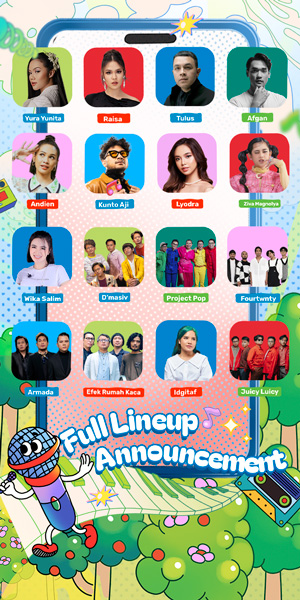 Yura Yunita
Raisa
Tulus
Afgan
Andien
Kunto Aji
Lyodra
Ziva Magnolya
Wika Salim
D'masiv
Project Pop
Fourtwnty
Armada
Efek Rumah Kaca
Idgitaf
Juicy Luicy
Full Lineup
Announcement